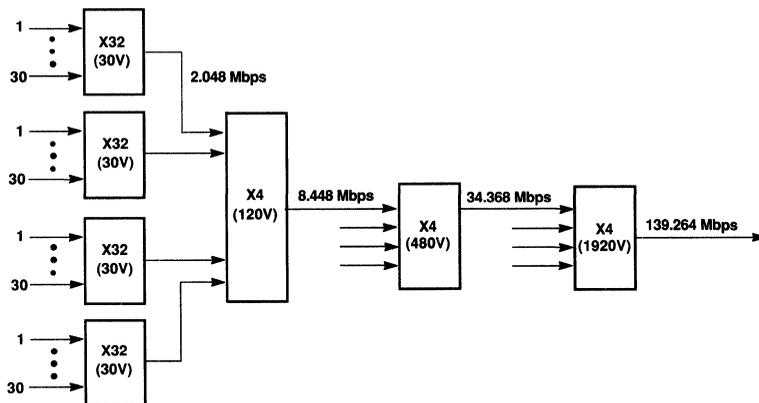 1
X32
(30V)
30
2.048 Mbps
1
X32
(30V)
30
X4
(120V)
8.448 Mbps
X4
(480V)
34.368 Mbps
X4
(1920V)
139.264 Mbps
1
X32
(30V)
30
1
X32
(30V)
30